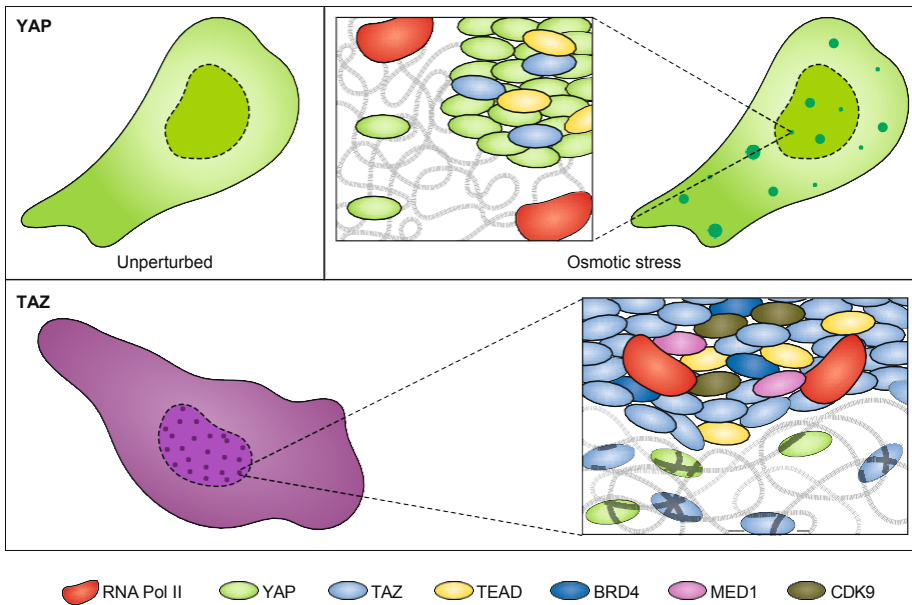 YAP
Unperturbed
Osmotic stress
TAZ
RNA Pol II
YAP
TAZ
TEAD
BRD4
MED1
CDK9